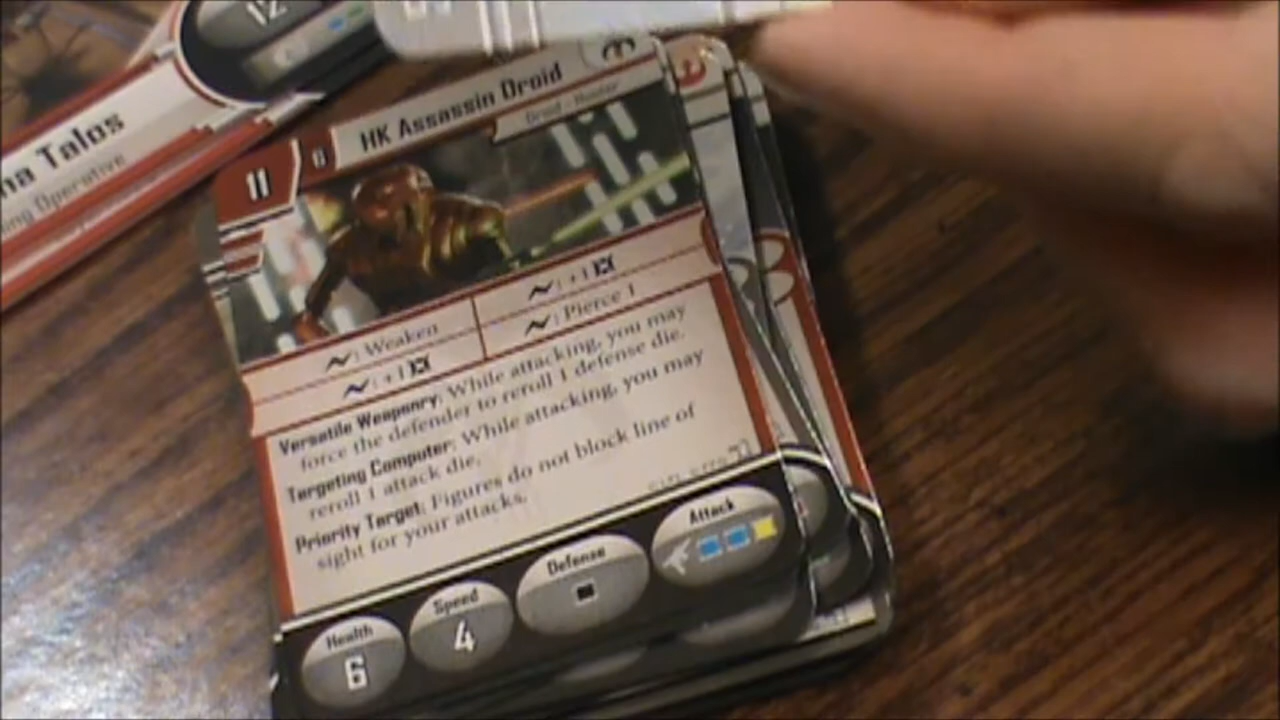 12
na Talos
ng Operative
HK Assassin Droid
Droid - Hunter
11
6
: Weaken
: +1
: +1
: Pierce 1
Versatile Weaponry: While attacking, you may
force the defender to reroll 1 defense die.
Targeting Computer: While attacking, you may
reroll 1 attack die.
Priority Target: Figures do not block line of
sight for your attacks.
Health
6
Speed
4
Defense
Attack